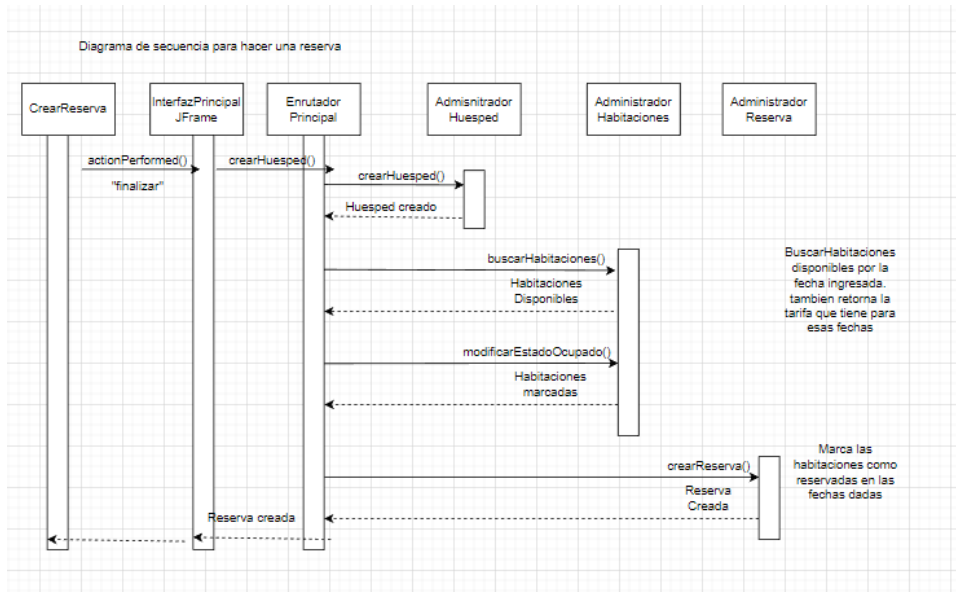 Diagrama de secuencia para hacer una reserva
CrearReserva
InterfazPrincipal
JFrame
Enrutador
Principal
Admisnitrador
Huesped
Administrador
Habitaciones
Administrador
Reserva
actionPerformed()
"finalizar"
crearHuesped()
crearHuesped()
Huesped creado
buscarHabitaciones()
Habitaciones
Disponibles
BuscarHabitaciones
disponibles por la
fecha ingresada.
tambien retorna la
tarifa que tiene para
esas fechas
modificarEstadoOcupado()
Habitaciones
marcadas
crearReserva()
Reserva
Creada
Marca las
habitaciones como
reservadas en las
fechas dadas
Reserva creada